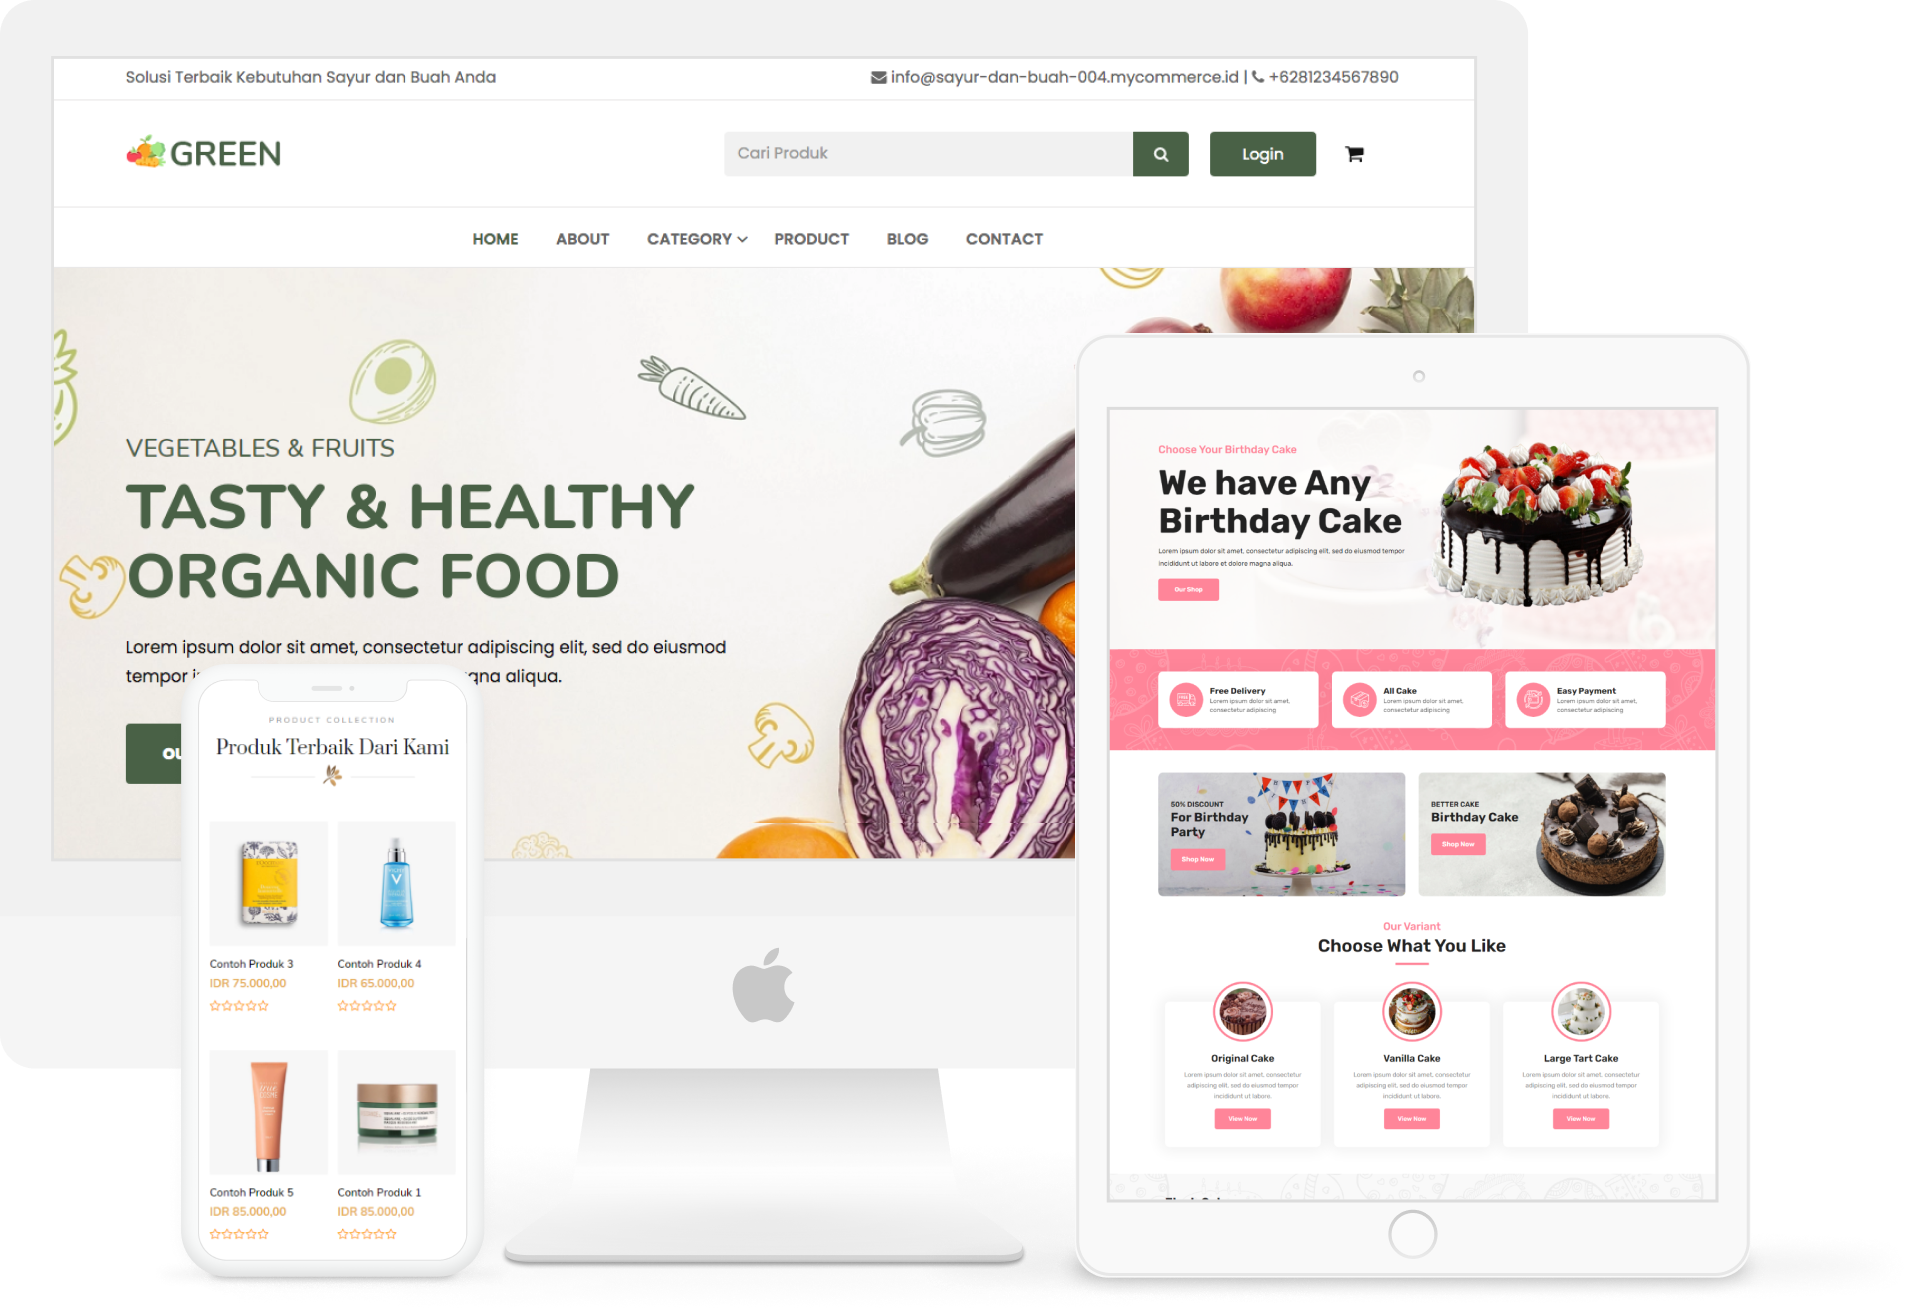 Solusi Terbaik Kebutuhan Sayur dan Buah Anda
info@sayur-dan-buah-004.mycommerce.id | +6281234567890
GREEN
Cari Produk
Login
HOME ABOUT CATEGORY PRODUCT BLOG CONTACT
VEGETABLES & FRUITS
TASTY & HEALTHY
ORGANIC FOOD
Lorem ipsum dolor sit amet, consectetur adipiscing elit, sed do eiusmod
tempor
aliqua.
PRODUCT COLLECTION
Produk Terbaik Dari Kami
Contoh Produk 3
IDR 75.000,00
Contoh Produk 4
IDR 65.000,00
Contoh Produk 5
IDR 85.000,00
Contoh Produk 1
IDR 85.000,00
Choose Your Birthday Cake
We have Any
Birthday Cake
Lorem ipsum dolor sit amet, consectetur adipiscing elit, sed do eiusmod tempor
incididunt ut labore et dolore magna aliqua.
Our Shop
Free Delivery
Lorem ipsum dolor sit amet,
consectetur adipiscing
All Cake
Lorem ipsum dolor sit amet,
consectetur adipiscing
Easy Payment
Lorem ipsum dolor sit amet,
consectetur adipiscing
50% DISCOUNT
For Birthday
Party
Shop Now
BETTER CAKE
Birthday Cake
Shop Now
Our Variant
Choose What You Like
Original Cake
Lorem ipsum dolor sit amet, consectetur
adipiscing elit, sed do eiusmod tempor
incididunt ut labore.
View Now
Vanilla Cake
Lorem ipsum dolor sit amet, consectetur
adipiscing elit, sed do eiusmod tempor
incididunt ut labore.
View Now
Large Tart Cake
Lorem ipsum dolor sit amet, consectetur
adipiscing elit, sed do eiusmod tempor
incididunt ut labore.
View Now